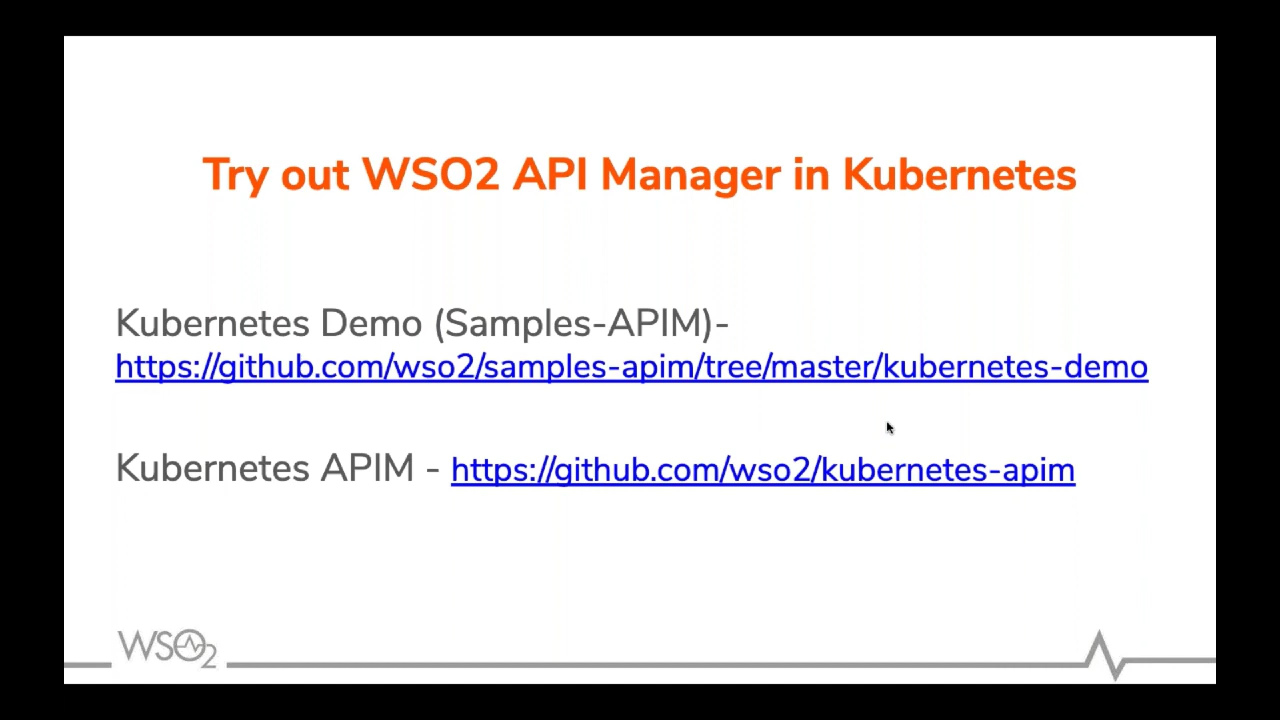 Try out WSO2 API Manager in Kubernetes
Kubernetes Demo (Samples-APIM)-
https://github.com/wso2/samples-apim/tree/master/kubernetes-demo
Kubernetes APIM - https://github.com/wso2/kubernetes-apim
WSO2